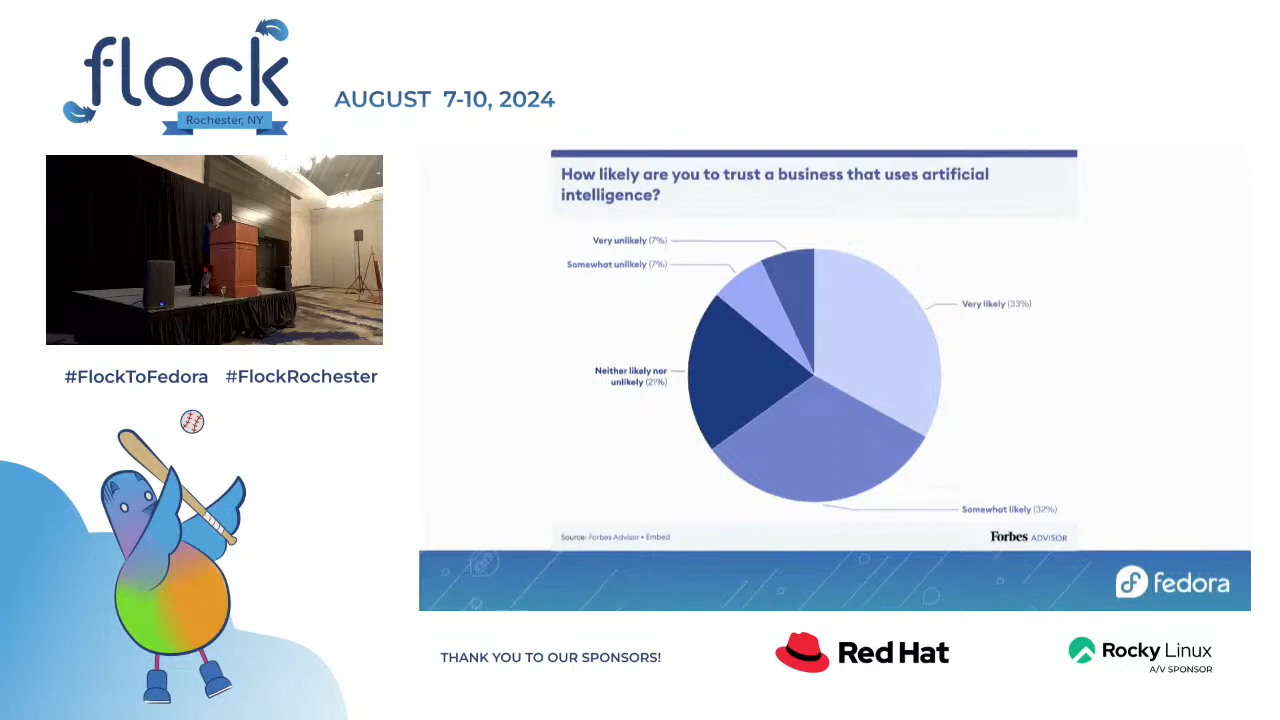 flock
Rochester, NY
AUGUST 7-10, 2024
#FlockToFedora #FlockRochester
How likely are you to trust a business that uses artificial
intelligence?
Very unlikely (7%)
Somewhat unlikely (7%)
Very likely (33%)
Neither likely nor
unlikely (21%)
Somewhat likely (32%)
Source: Forbes Advisor • Embed
Forbes ADVISOR
fedora
THANK YOU TO OUR SPONSORS!
Red Hat
Rocky Linux
A/V SPONSOR